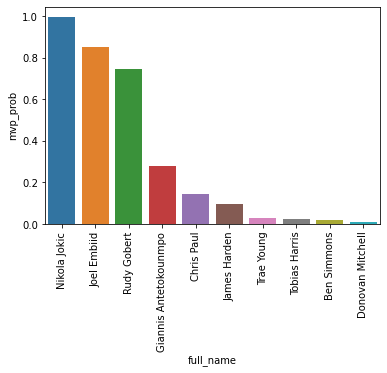 1.0
0.8
0.6
0.4
0.2
0.0
mvp_prob
Nikola Jokic
Joel Embiid
Rudy Gobert
Giannis Antetokounmpo
Chris Paul
James Harden
Trae Young
Tobias Harris
Ben Simmons
Donovan Mitchell
full_name